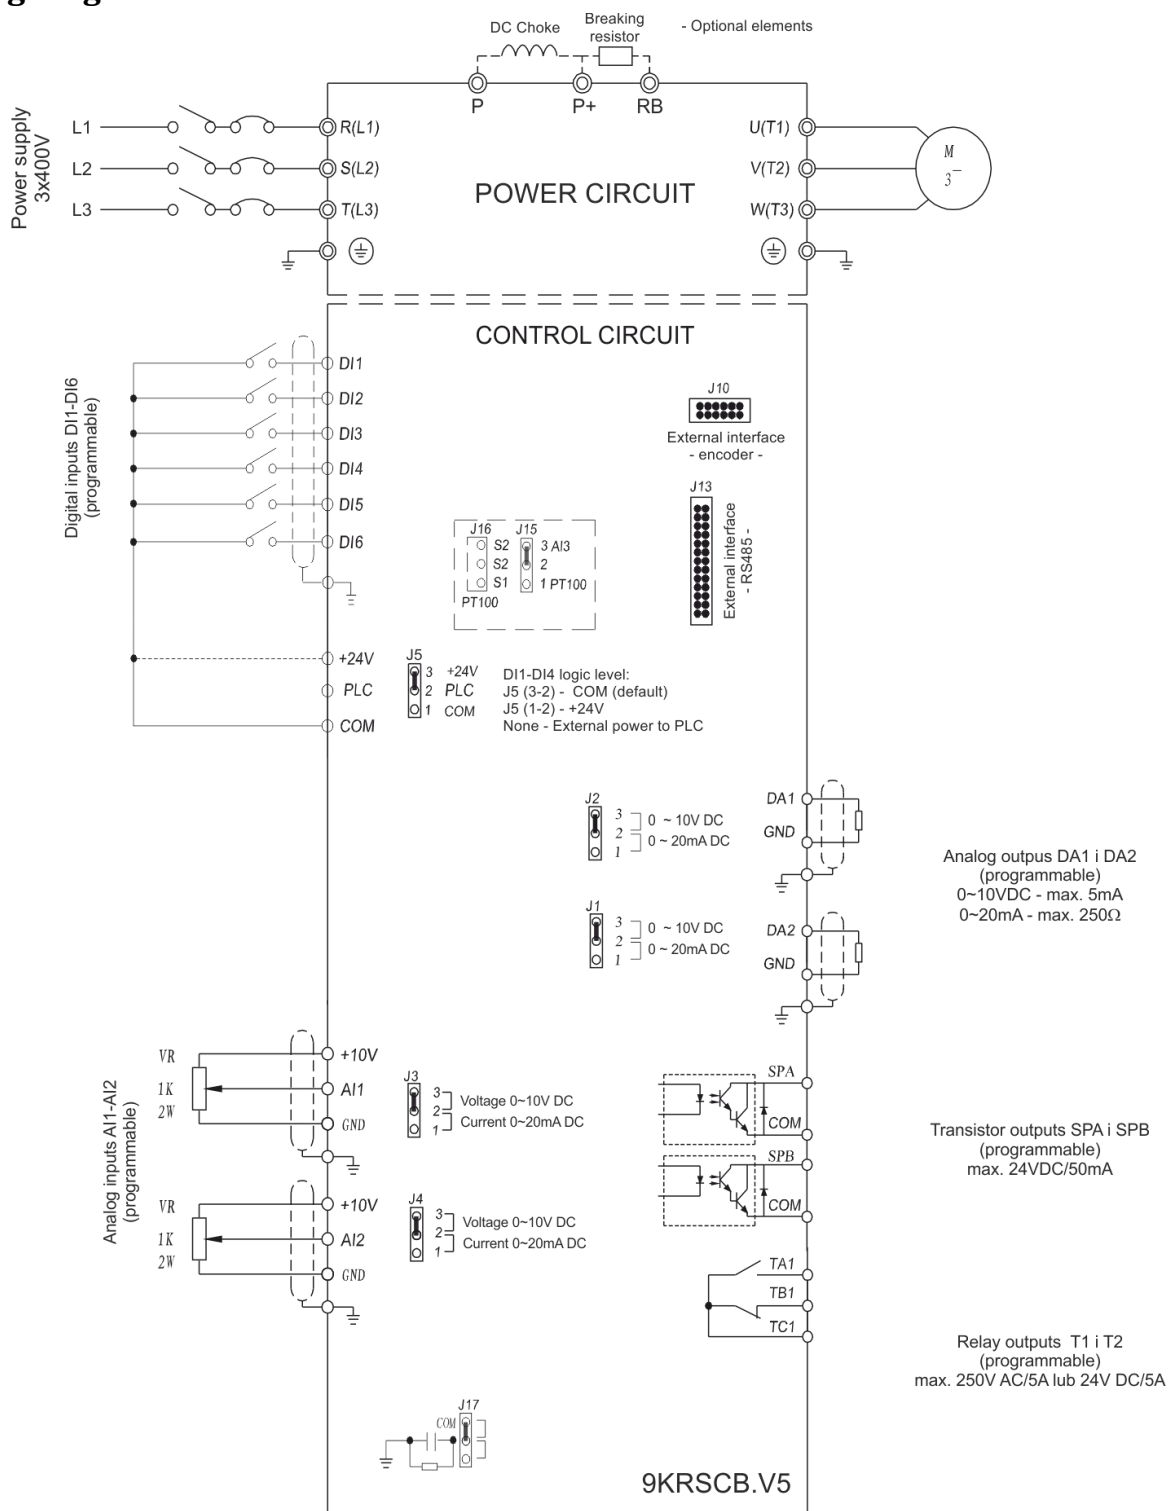 DC Choke
Breaking
resistor
- Optional elements
P
P+
RB
Power supply
3x400V
L1
R(L1)
U(T1)
L2
S(L2)
V(T2)
L3
T(L3)
W(T3)
M
3~
POWER CIRCUIT
CONTROL CIRCUIT
Digital inputs DI1-DI6
(programmable)
DI1
DI2
DI3
DI4
DI5
DI6
J10
External interface
- encoder -
J13
External interface
- RS485 -
J16
J15
S2
3 AI3
S2
2
S1
1 PT100
PT100
+24V
PLC
COM
J5
3 +24V
2 PLC
1 COM
DI1-DI4 logic level:
J5 (3-2) - COM (default)
J5 (1-2) - +24V
None - External power to PLC
J2
3
2
1
0 ~ 10V DC
0 ~ 20mA DC
DA1
GND
J1
3
2
1
0 ~ 10V DC
0 ~ 20mA DC
DA2
GND
Analog outpus DA1 i DA2
(programmable)
0~10VDC - max. 5mA
0~20mA - max. 250Ω
Analog inputs AI1-AI2
(programmable)
VR
1K
2W
+10V
AI1
GND
J3
3
2
1
Voltage 0~10V DC
Current 0~20mA DC
VR
1K
2W
+10V
AI2
GND
J4
3
2
1
Voltage 0~10V DC
Current 0~20mA DC
SPA
COM
SPB
COM
Transistor outputs SPA i SPB
(programmable)
max. 24VDC/50mA
TA1
TB1
TC1
Relay outputs T1 i T2
(programmable)
max. 250V AC/5A lub 24V DC/5A
J17
COM
9KRSCB.V5